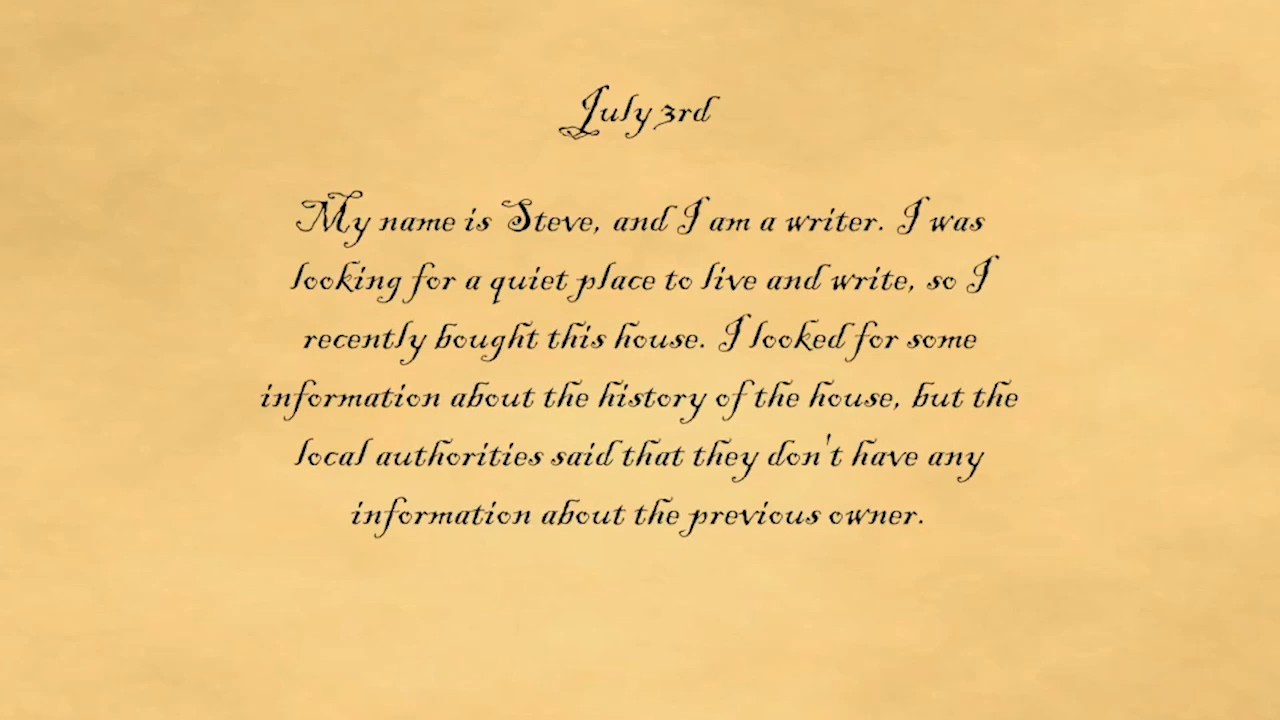 July 3rd
My name is Steve, and I am a writer. I was
looking for a quiet place to live and write, so I
recently bought this house. I looked for some
information about the history of the house, but the
local authorities said that they don't have any
information about the previous owner.